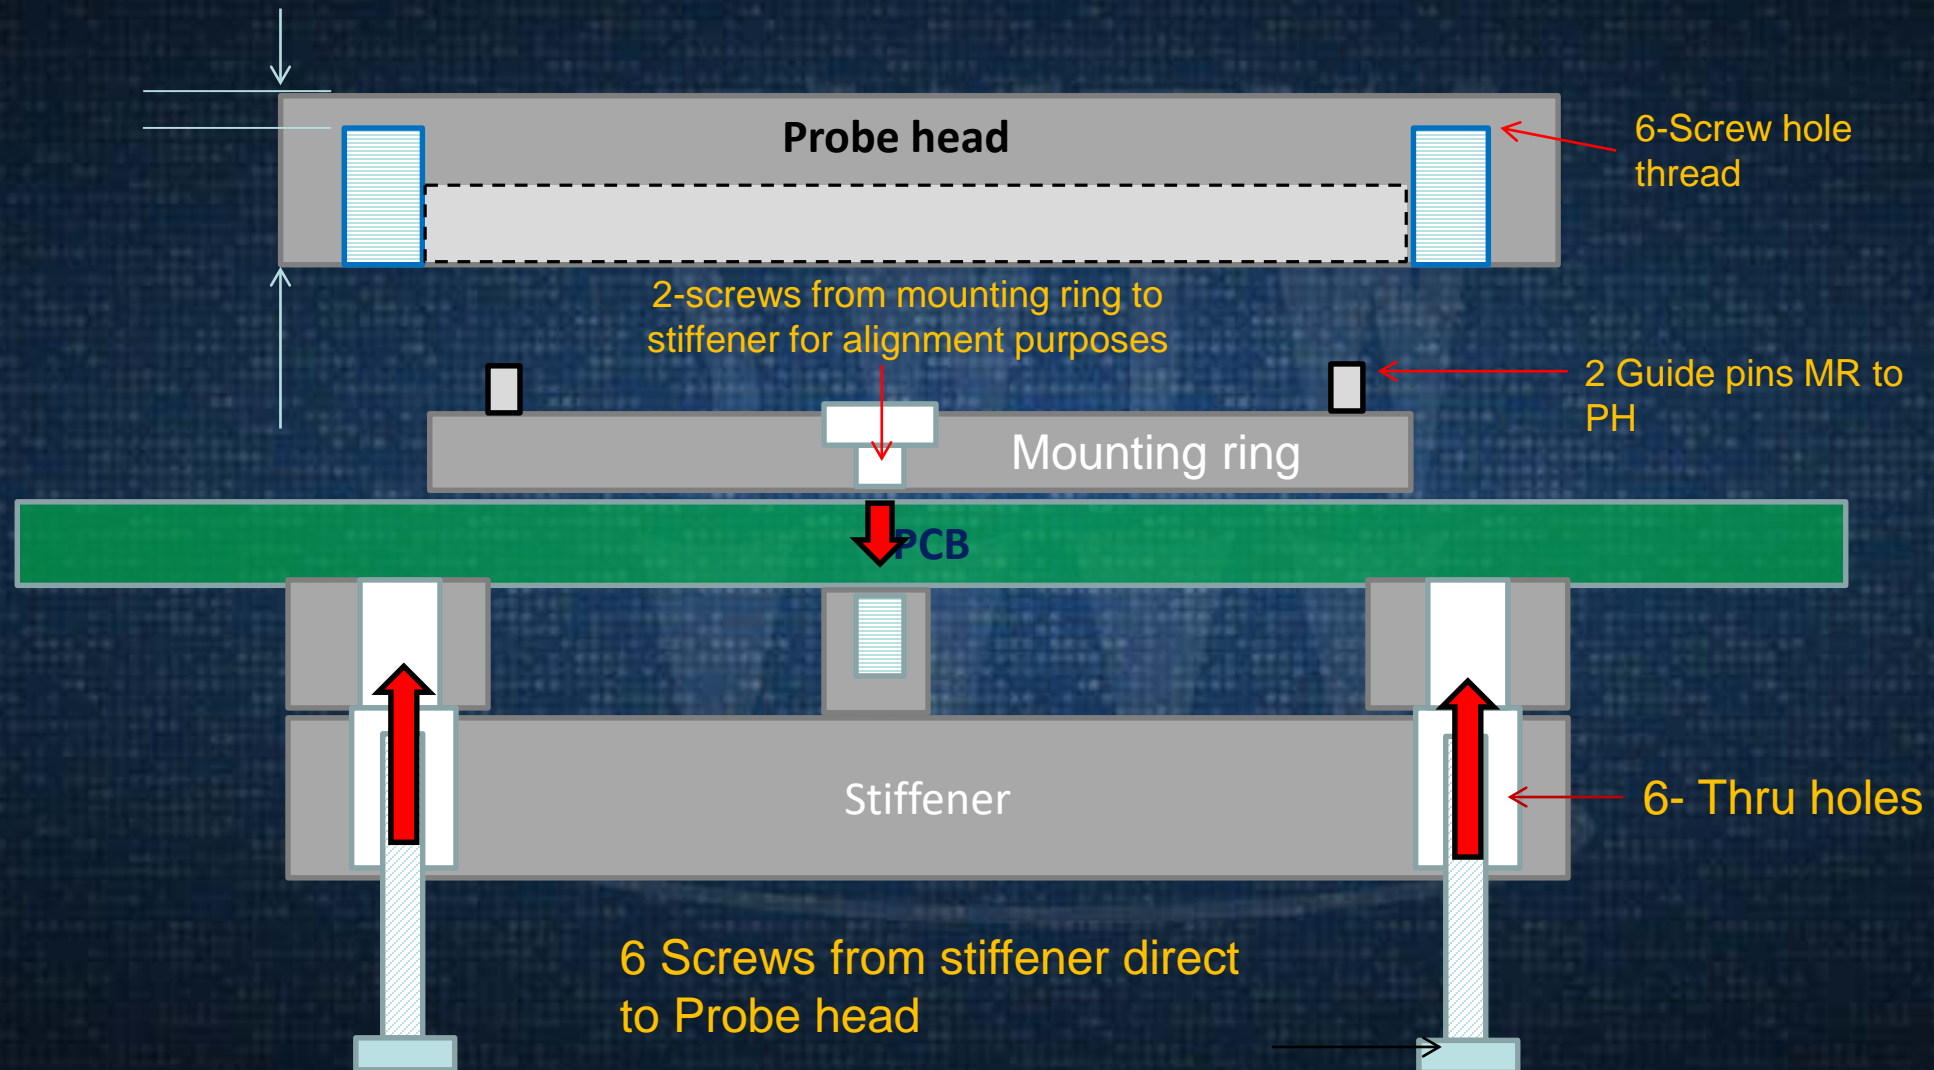 Probe head
6-Screw hole
thread
2-screws from mounting ring to
stiffener for alignment purposes
2 Guide pins MR to
PH
Mounting ring
PCB
Stiffener
6- Thru holes
6 Screws from stiffener direct
to Probe head